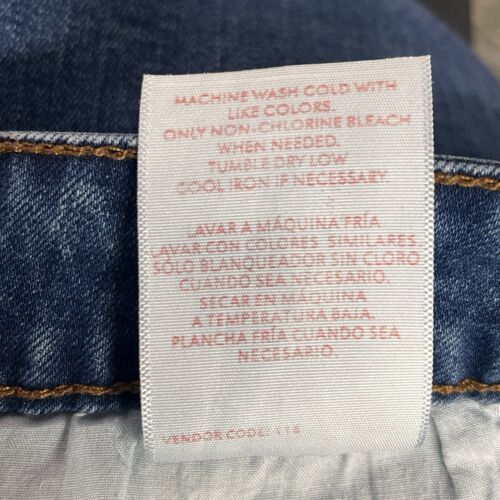 MACHINE WASH COLD WITH
LIKE COLORS.
ONLY NON-CHLORINE BLEACH
WHEN NEEDED.
TUMBLE DRY LOW
COOL IRON IF NECESSARY
LAVAR A MÁQUINA FRÍA
LAVAR CON COLORES SIMILARES
SÓLO BLANQUEADOR SIN CLORO
CUANDO SEA NECESARIO.
SECAR EN MÁQUINA
A TEMPERATURA BAJA.
PLANCHA FRÍA CUANDO SEA
NECESARIO.
VENDOR CODE: 116